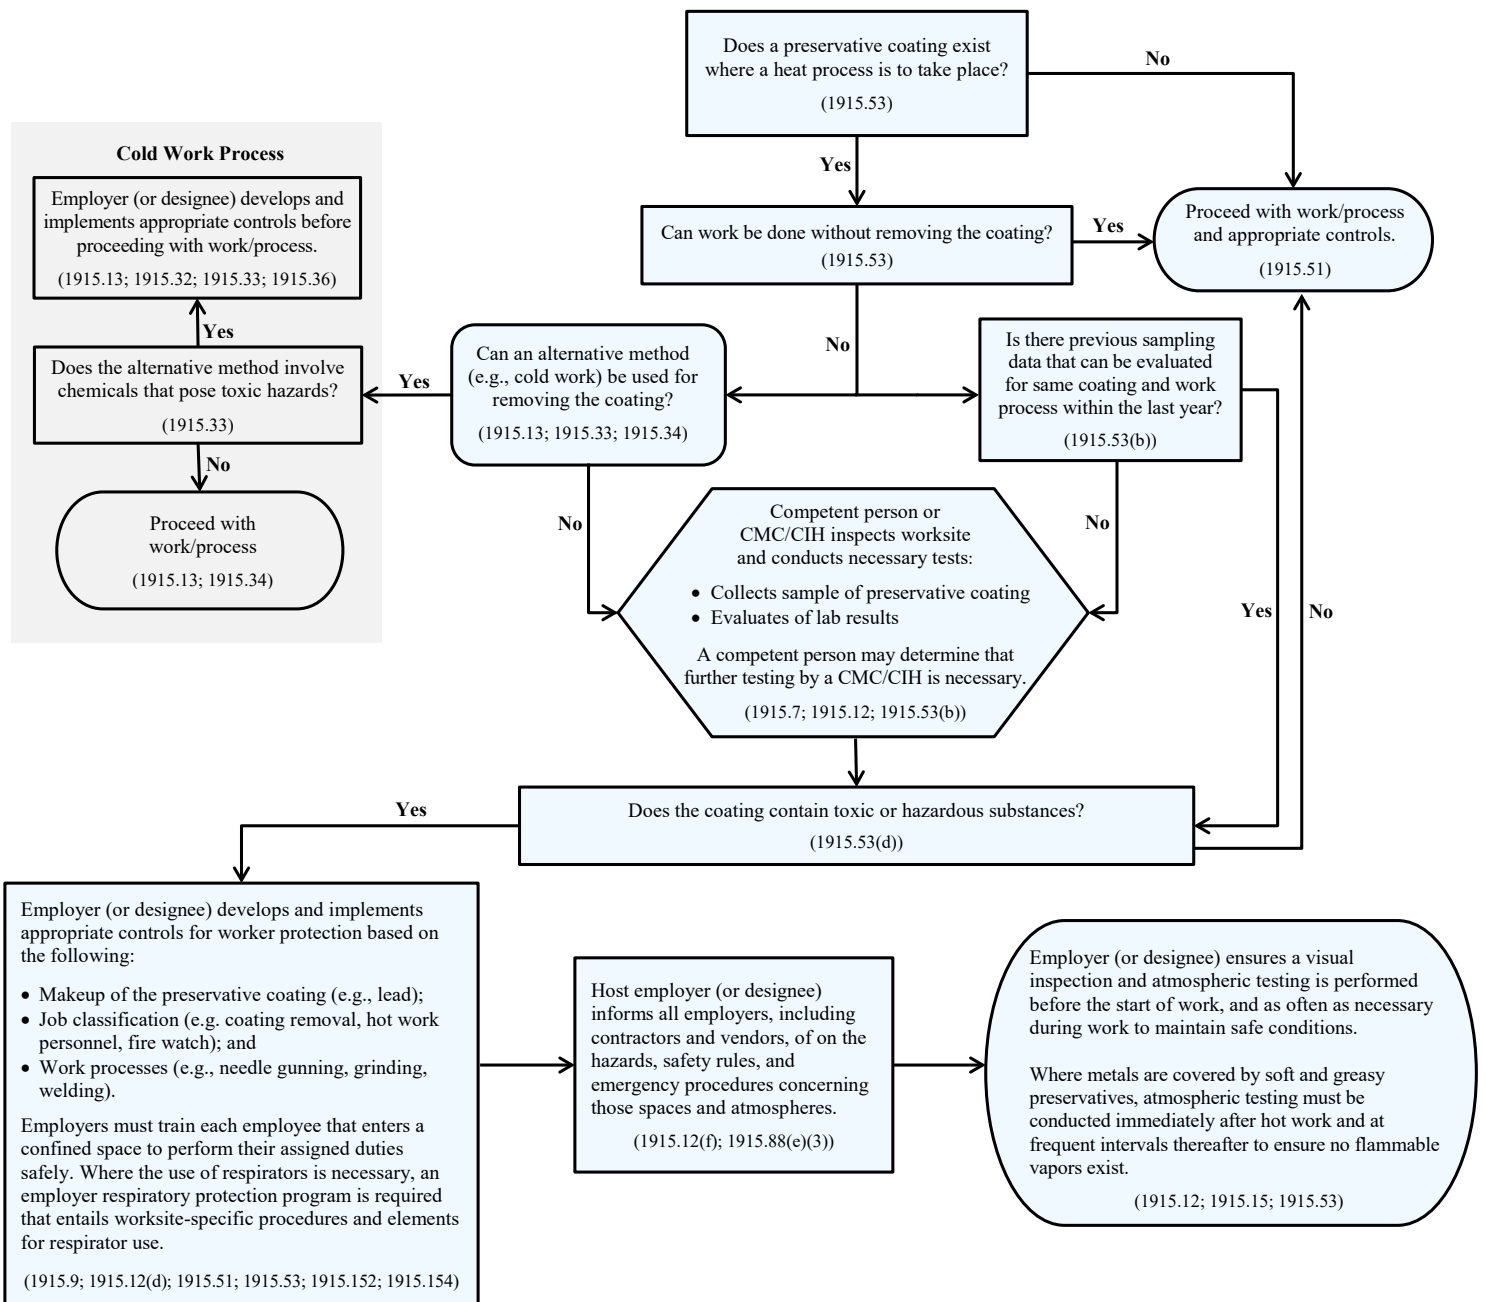 Does a preservative coating exist
where a heat process is to take place?
(1915.53)
No
Yes
Cold Work Process
Employer (or designee) develops and
implements appropriate controls before
proceeding with work/process.
(1915.13; 1915.32; 1915.33; 1915.36)
Can work be done without removing the coating?
(1915.53)
Yes
Proceed with work/process
and appropriate controls.
(1915.51)
Yes
Does the alternative method involve
chemicals that pose toxic hazards?
(1915.33)
Yes
Can an alternative method
(e.g., cold work) be used for
removing the coating?
(1915.13; 1915.33; 1915.34)
No
Is there previous sampling
data that can be evaluated
for same coating and work
process within the last year?
(1915.53(b))
No
Proceed with
work/process
(1915.13; 1915.34)
No
Competent person or
CMC/CIH inspects worksite
and conducts necessary tests:
• Collects sample of preservative coating
• Evaluates of lab results
A competent person may determine that
further testing by a CMC/CIH is necessary.
(1915.7; 1915.12; 1915.53(b))
No
Yes
No
Does the coating contain toxic or hazardous substances?
(1915.53(d))
Yes
Employer (or designee) develops and implements
appropriate controls for worker protection based on
the following:
• Makeup of the preservative coating (e.g., lead);
• Job classification (e.g. coating removal, hot work
personnel, fire watch); and
• Work processes (e.g., needle gunning, grinding,
welding).
Employers must train each employee that enters a
confined space to perform their assigned duties
safely. Where the use of respirators is necessary, an
employer respiratory protection program is required
that entails worksite-specific procedures and elements
for respirator use.
(1915.9; 1915.12(d); 1915.51; 1915.53; 1915.152; 1915.154)
Host employer (or designee)
informs all employers, including
contractors and vendors, of on the
hazards, safety rules, and
emergency procedures concerning
those spaces and atmospheres.
(1915.12(f); 1915.88(e)(3))
Employer (or designee) ensures a visual
inspection and atmospheric testing is performed
before the start of work, and as often as necessary
during work to maintain safe conditions.
Where metals are covered by soft and greasy
preservatives, atmospheric testing must be
conducted immediately after hot work and at
frequent intervals thereafter to ensure no flammable
vapors exist.
(1915.12; 1915.15; 1915.53)